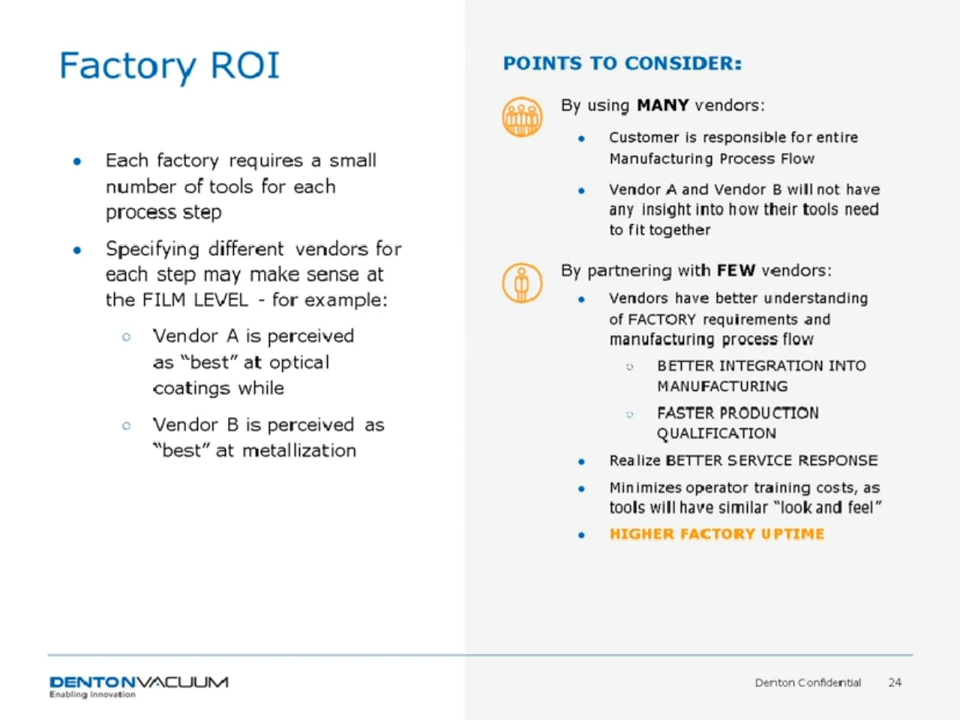 Factory ROI
● Each factory requires a small
number of tools for each
process step
● Specifying different vendors for
each step may make sense at
the FILM LEVEL - for example:
○ Vendor A is perceived
as “best” at optical
coatings while
○ Vendor B is perceived as
“best” at metallization
POINTS TO CONSIDER:
By using MANY vendors:
● Customer is responsible for entire
Manufacturing Process Flow
● Vendor A and Vendor B will not have
any insight into how their tools need
to fit together
By partnering with FEW vendors:
● Vendors have better understanding
of FACTORY requirements and
manufacturing process flow
○ BETTER INTEGRATION INTO
MANUFACTURING
○ FASTER PRODUCTION
QUALIFICATION
● Realize BETTER SERVICE RESPONSE
● Minimizes operator training costs, as
tools will have similar “look and feel”
● HIGHER FACTORY UPTIME
DENTONVACUUM
Enabling Innovation
Denton Confidential 24